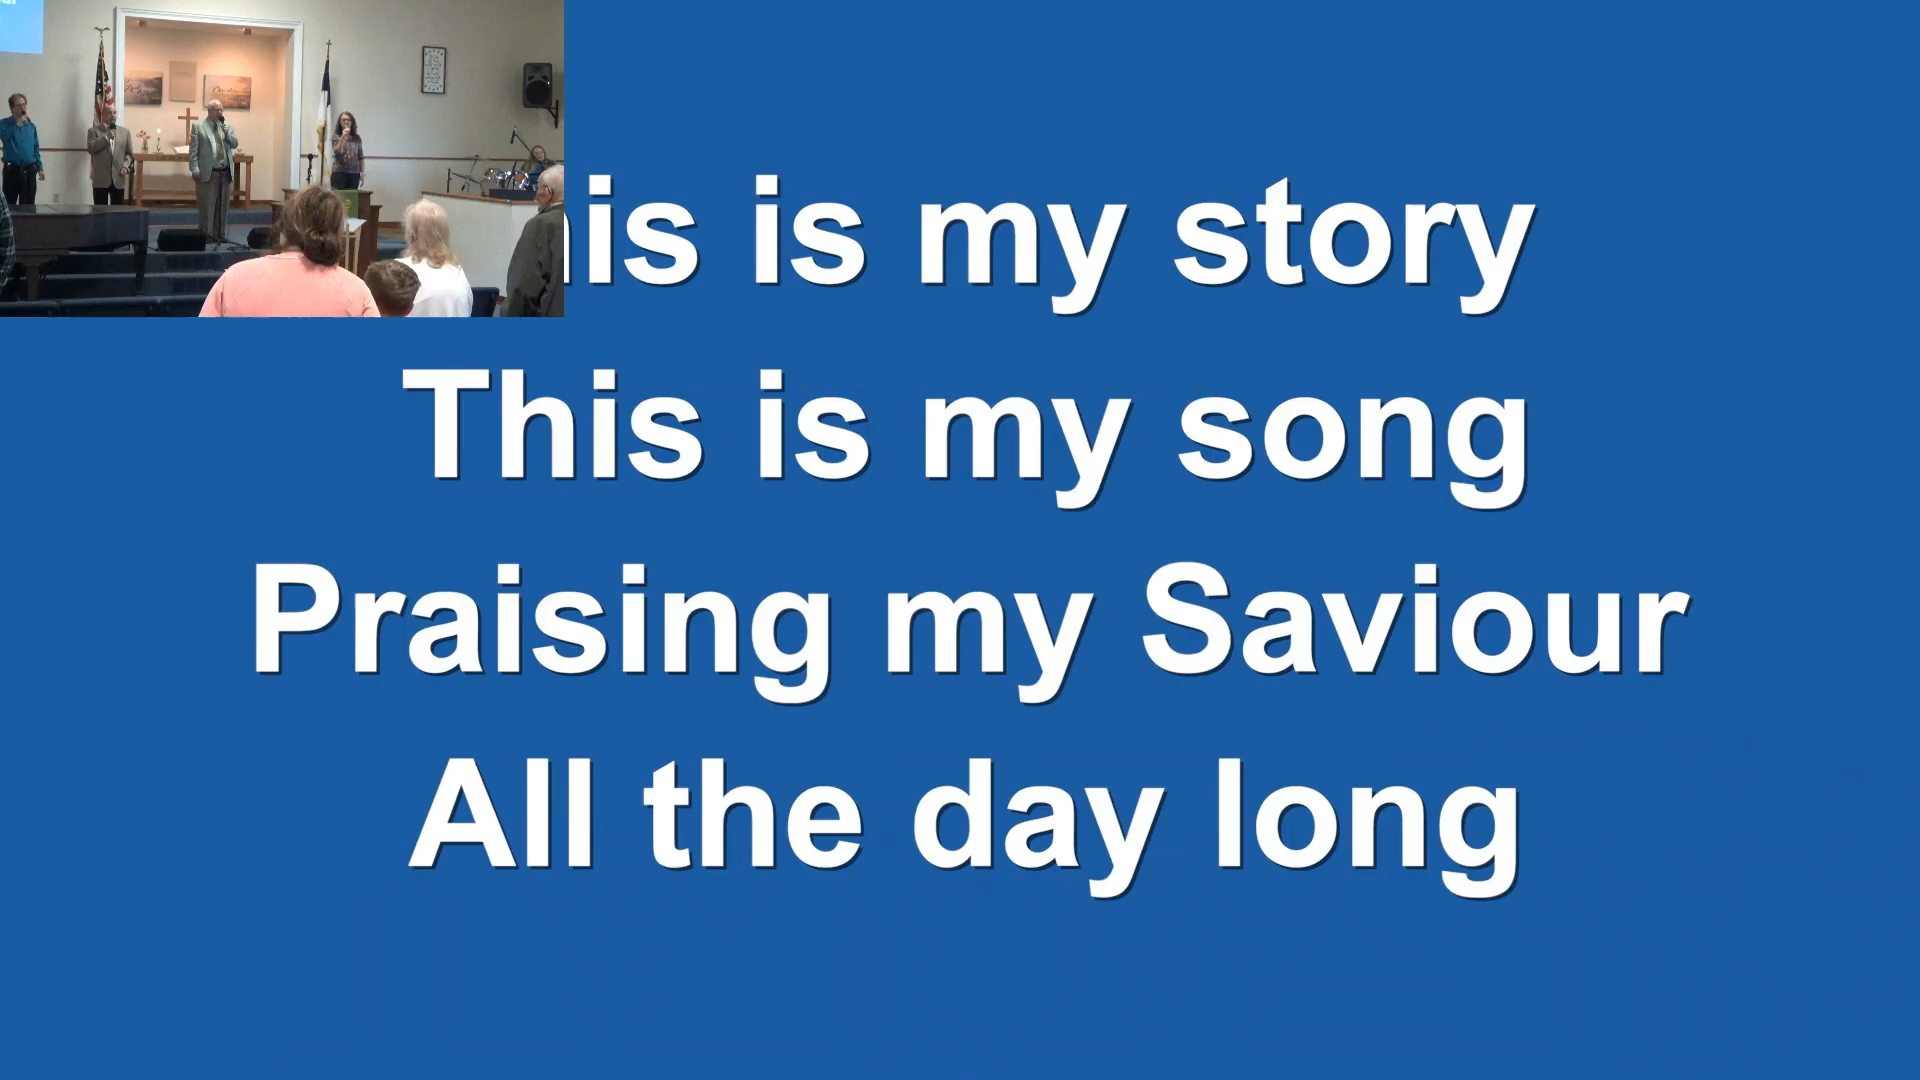 is is my story
This is my song
Praising my Saviour
All the day long